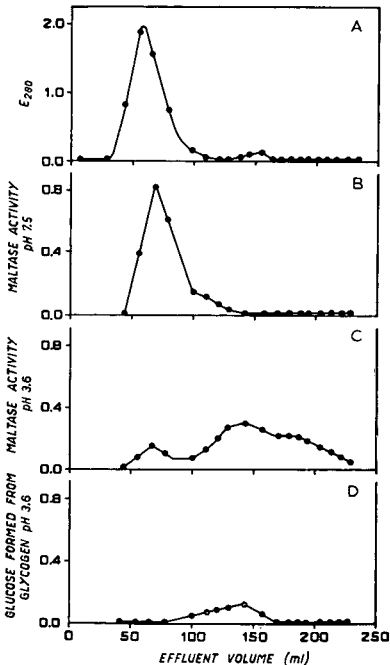 A
2.0
1.0
0.0
E280
B
0.8
0.4
0.0
MALTASE ACTIVITY
pH 7.5
C
0.8
0.4
0.0
MALTASE ACTIVITY
pH 3.6
D
0.8
0.4
0.0
GLUCOSE FORMED FROM
GLYCOGEN pH 3.6
0 50 100 150 200 250
EFFLUENT VOLUME (ml)